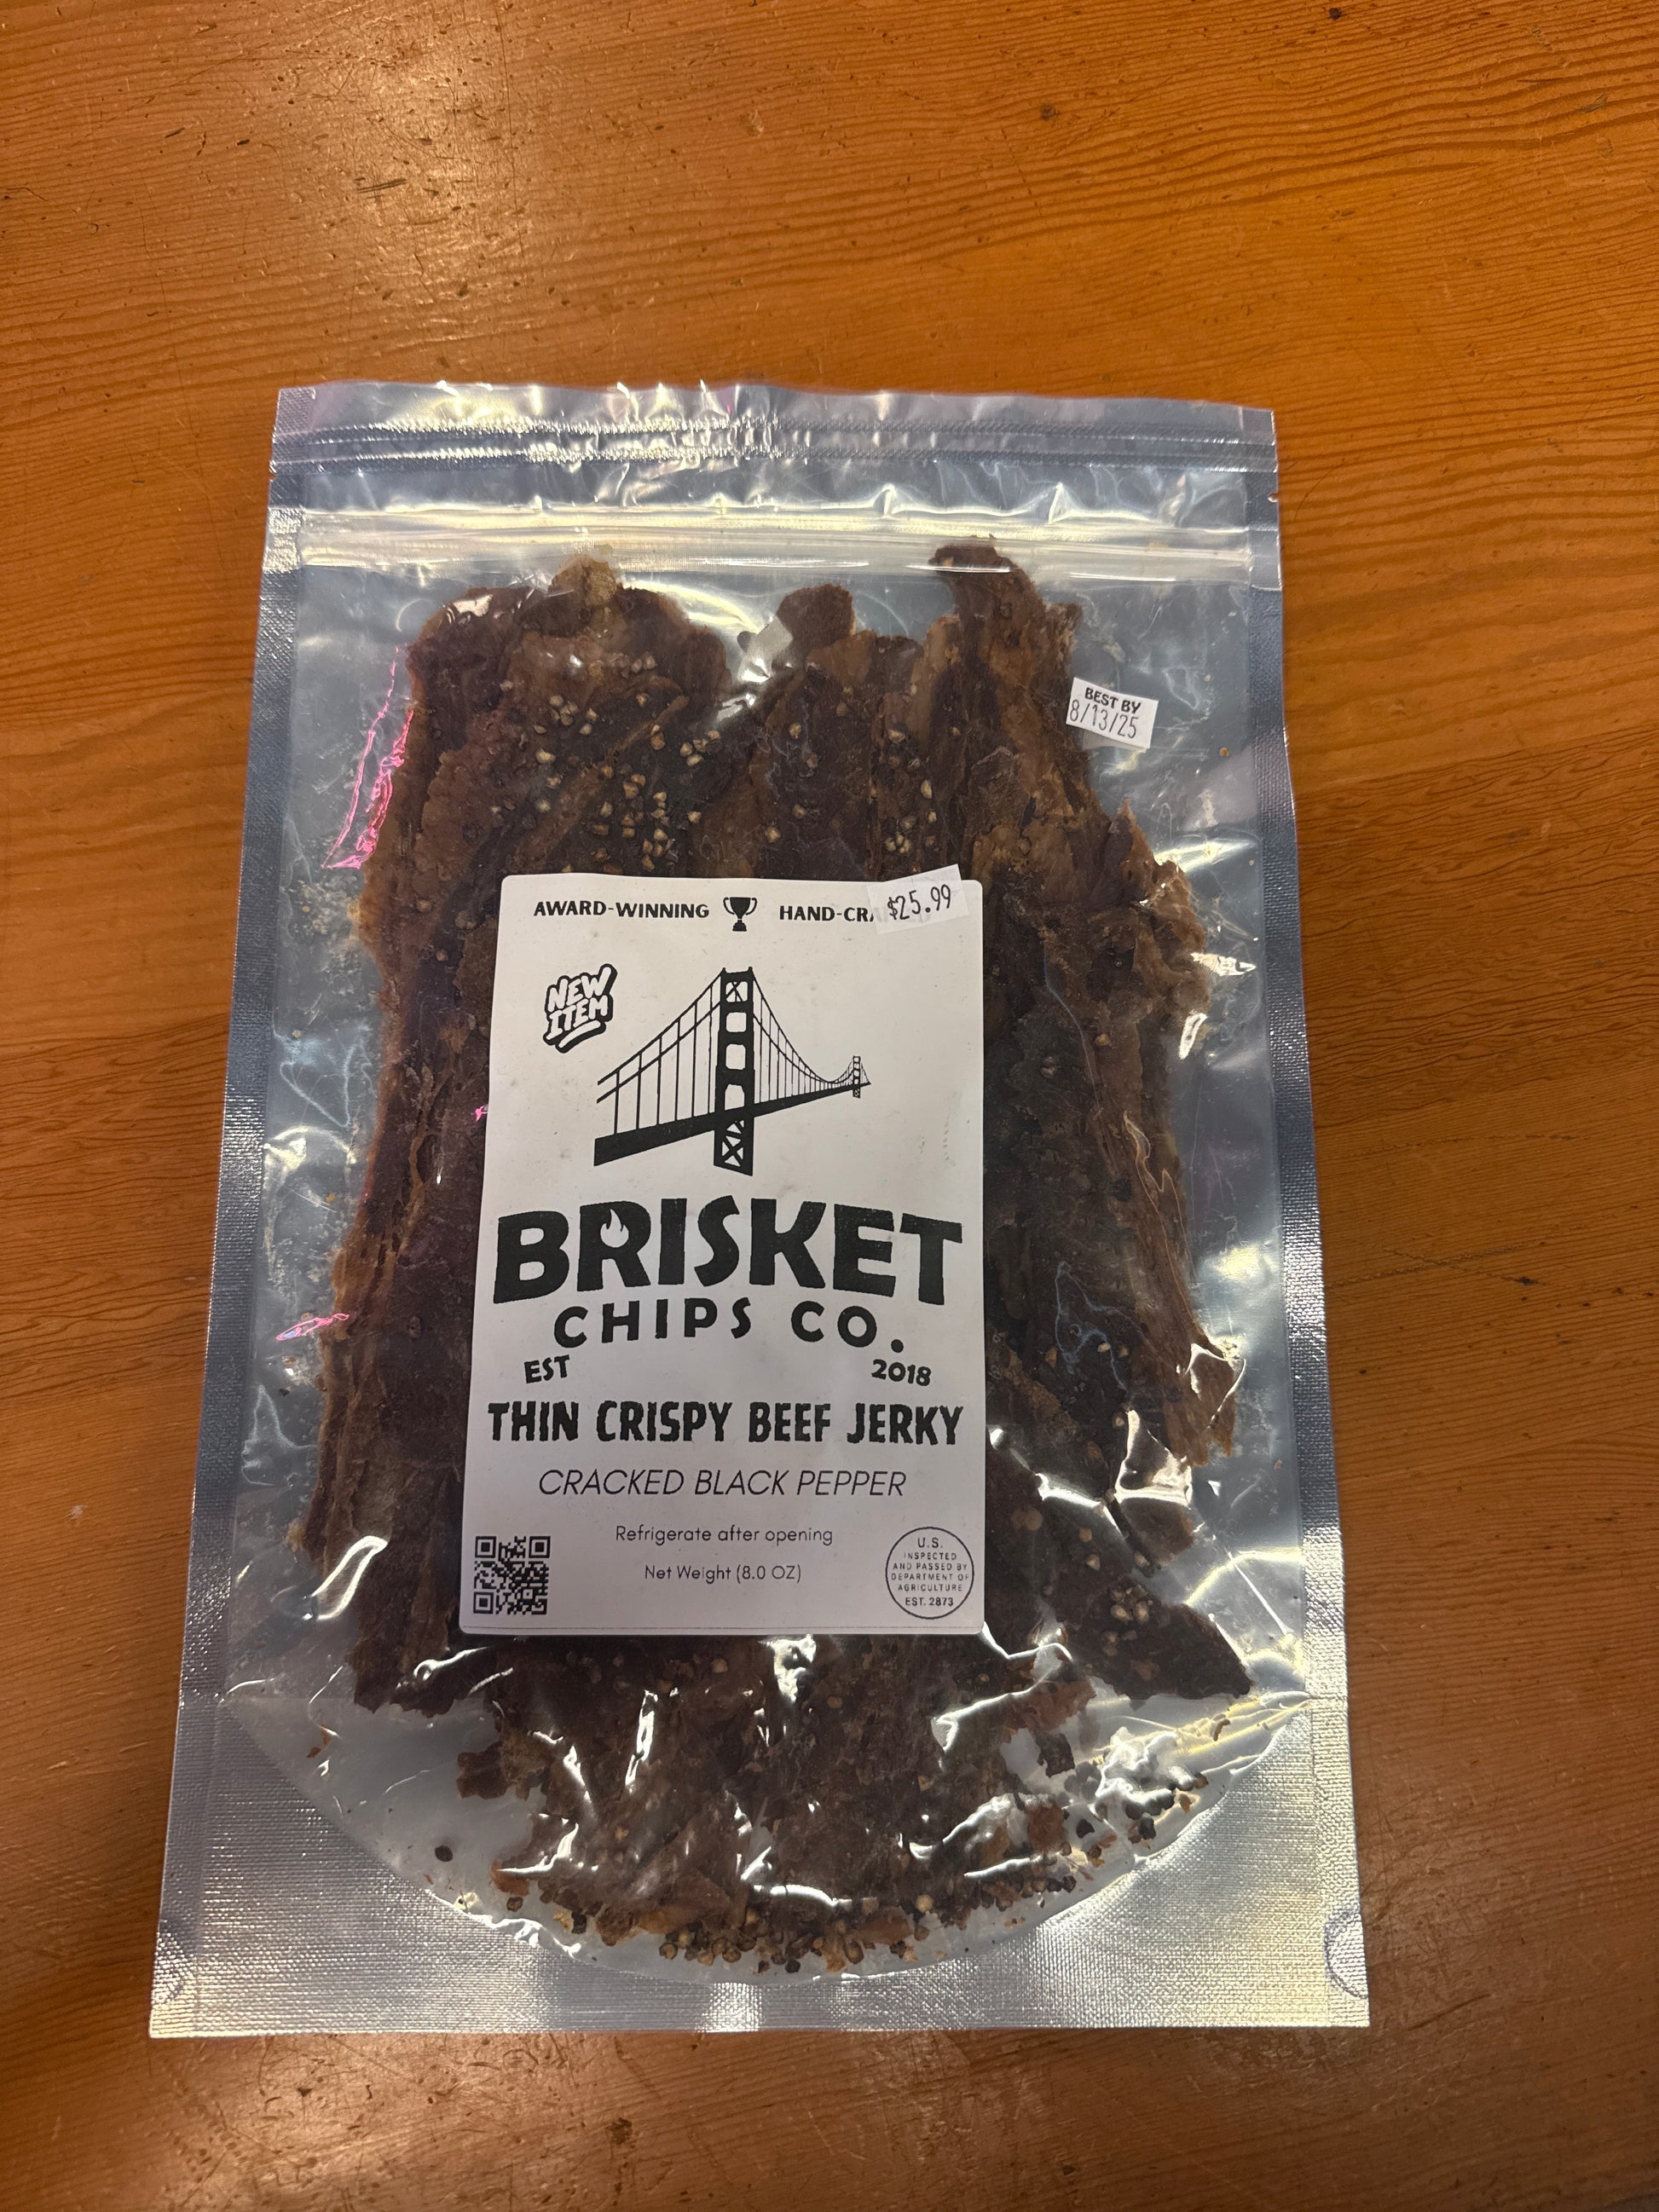 BEST BY
8/13/25
AWARD-WINNING HAND-CRA
$25.99
NEW
ITEM
BRISKET
CHIPS CO.
EST 2018
THIN CRISPY BEEF JERKY
CRACKED BLACK PEPPER
Refrigerate after opening
Net Weight (8.0 OZ)
U.S.
INSPECTED
AND PASSED BY
DEPARTMENT OF
AGRICULTURE
EST. 2873